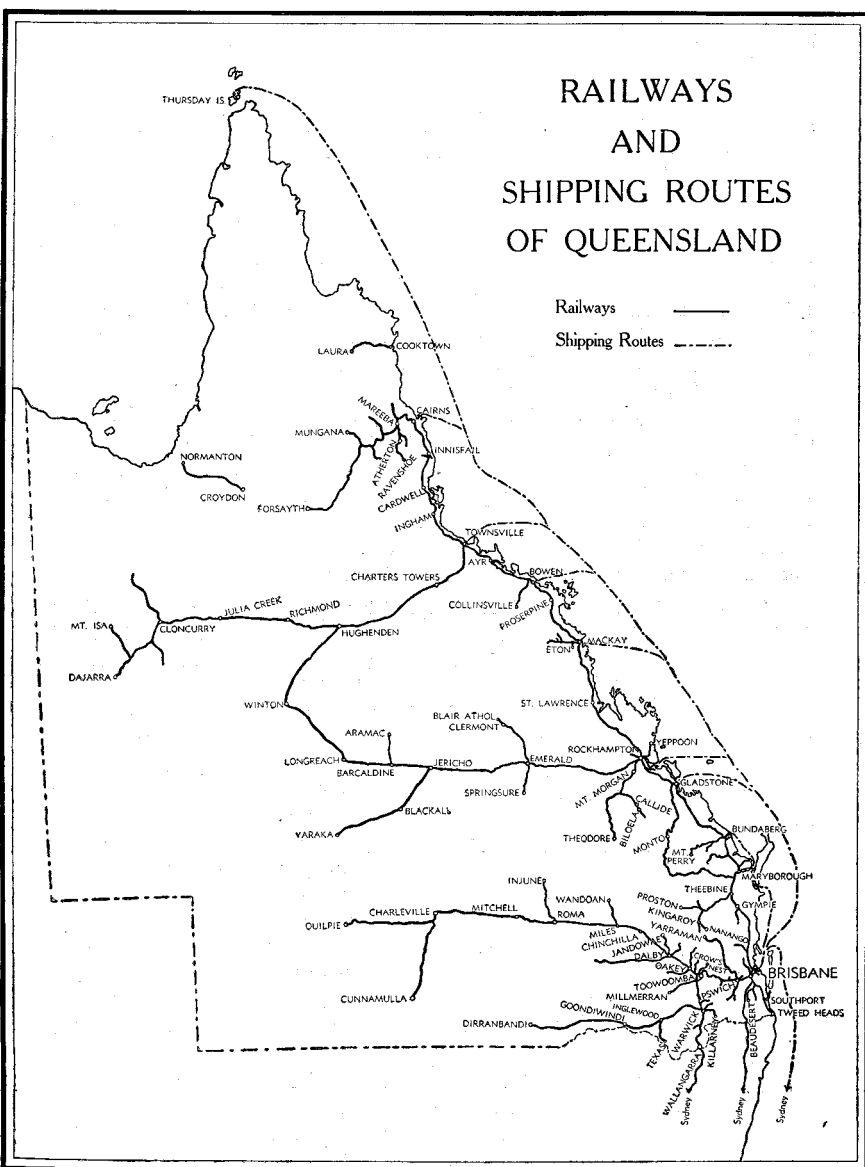 RAILWAYS
AND
SHIPPING ROUTES
OF QUEENSLAND
Railways
Shipping Routes
THURSDAY IS.
LAURA
COOKTOWN
MAREEBA
CAIRNS
MUNGANA
ATHERTON
RAVENSHOE
INNISFAIL
NORMANTON
CROYDON
FORSAYTH
CARDWELL
INGHAM
TOWNSVILLE
AYR
BOWEN
CHARTERS TOWERS
COLLINSVILLE
PROSERPINE
MT. ISA
CLONCURRY
JULIA CREEK
RICHMOND
HUGHENDEN
ETON
MACKAY
DAJARRA
WINTON
ST. LAWRENCE
BLAIR ATHOL
CLERMONT
ARAMAC
ROCKHAMPTON
YEPPOON
LONGREACH
BARCALDINE
JERICHO
EMERALD
MT. MORGAN
GLADSTONE
SPRINGSURE
CALLIDE
BILOELA
BLACKALL
YARAKA
THEODORE
MONTO
MT.
PERRY
BUNDABERG
MARYBOROUGH
INJUNE
WANDOAN
THEEBINE
PROSTON
KINGAROY
GYMPIE
NANANGO
YARRAMAN
QUILPIE
CHARLEVILLE
MITCHELL
ROMA
MILES
CHINCHILLA
JANDOWAE
DALBY
OAKEY
CROW'S
NEST
TOOWOOMBA
IPSWICH
BRISBANE
CUNNAMULLA
MILLMERRAN
SOUTHPORT
TWEED HEADS
DIRRANBANDI
GOONDIWINDI
INGLEWOOD
TEXAS
WARWICK
KILLARNEY
BEAUDESERT
WALLANGARRA
Sydney
Sydney
Sydney